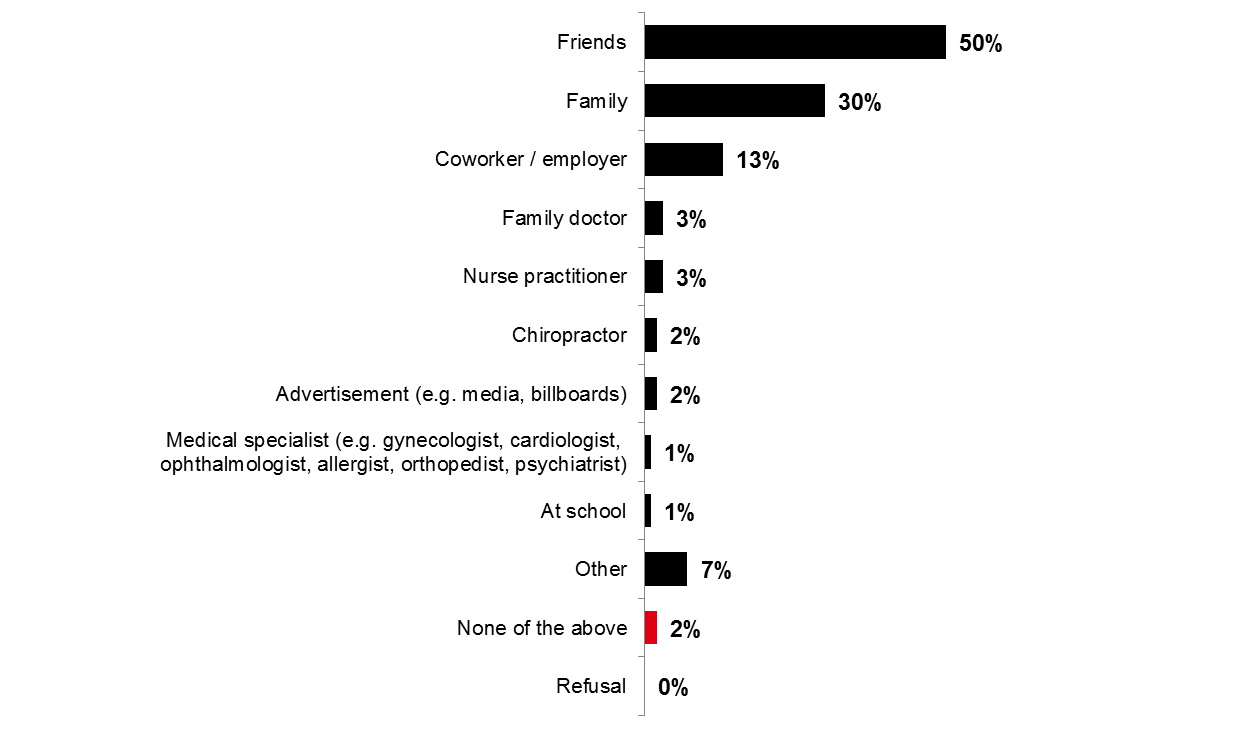 Friends 50%
Family 30%
Coworker / employer 13%
Family doctor 3%
Nurse practitioner 3%
Chiropractor 2%
Advertisement (e.g. media, billboards) 2%
Medical specialist (e.g. gynecologist, cardiologist,
ophthalmologist, allergist, orthopedist, psychiatrist) 1%
At school 1%
Other 7%
None of the above 2%
Refusal 0%